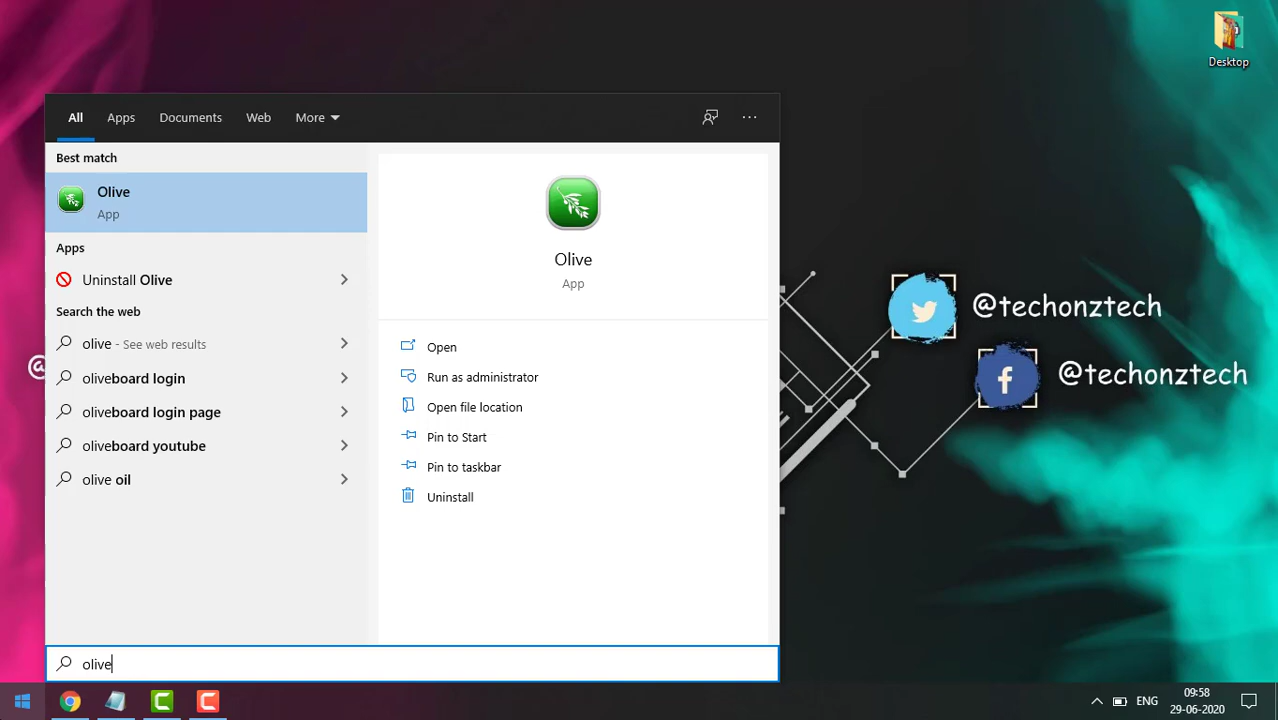 Desktop
All Apps Documents Web More
Best match
Olive
App
Apps
Uninstall Olive
Search the web
olive - See web results
oliveboard login
oliveboard login page
oliveboard youtube
olive oil
Olive
App
Open
Run as administrator
Open file location
Pin to Start
Pin to taskbar
Uninstall
@techonztech
@techonztech
@
olive
ENG
09:58
29-06-2020